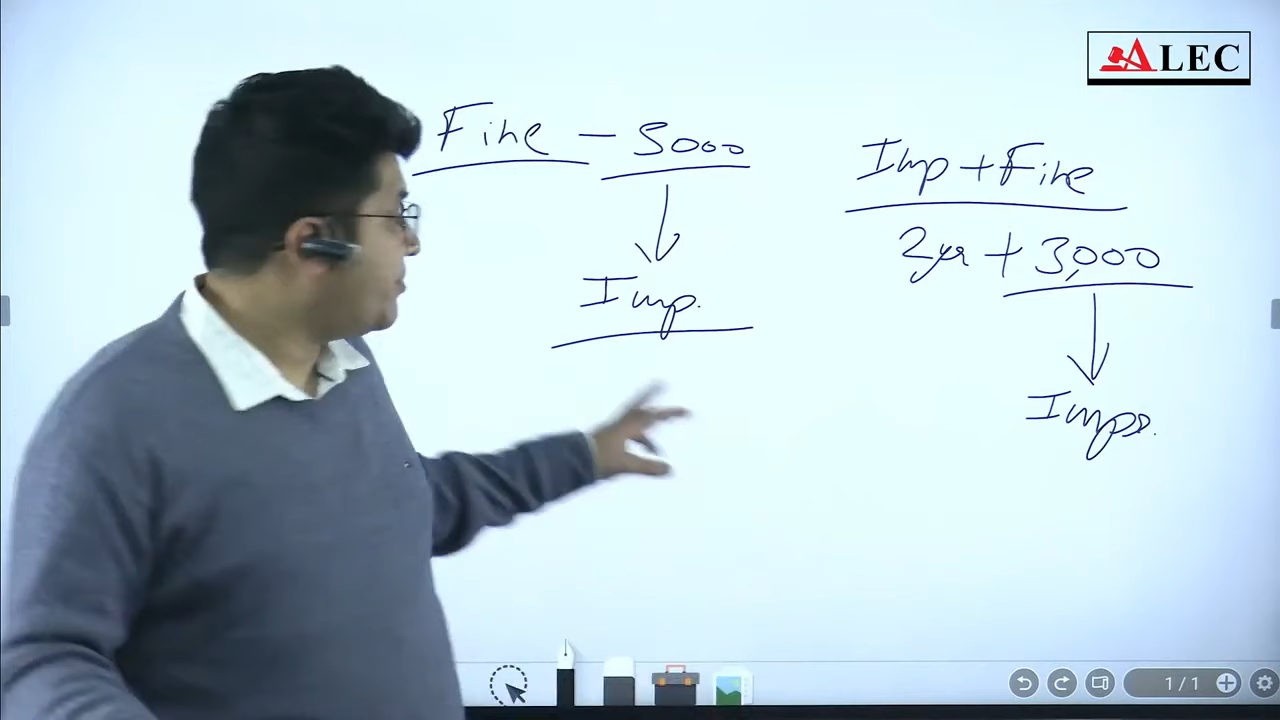 ALEC
Fine - 5000
Imp.
Imp + Fine
2yr + 3,000
Imps.
1/1